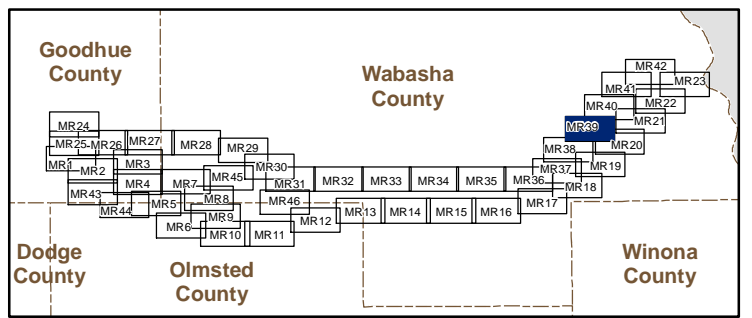 Goodhue
County
Wabasha
County
MR42
MR41
MR23
MR40
MR22
MR21
MR39
MR20
MR38
MR19
MR37
MR18
MR24
MR25
MR26
MR27
MR28
MR29
MR1
MR2
MR3
MR30
MR45
MR31
MR32
MR33
MR34
MR35
MR36
MR4
MR7
MR43
MR44
MR5
MR8
MR46
MR17
MR6
MR9
MR12
MR13
MR14
MR15
MR16
MR10
MR11
Dodge
County
Olmsted
County
Winona
County